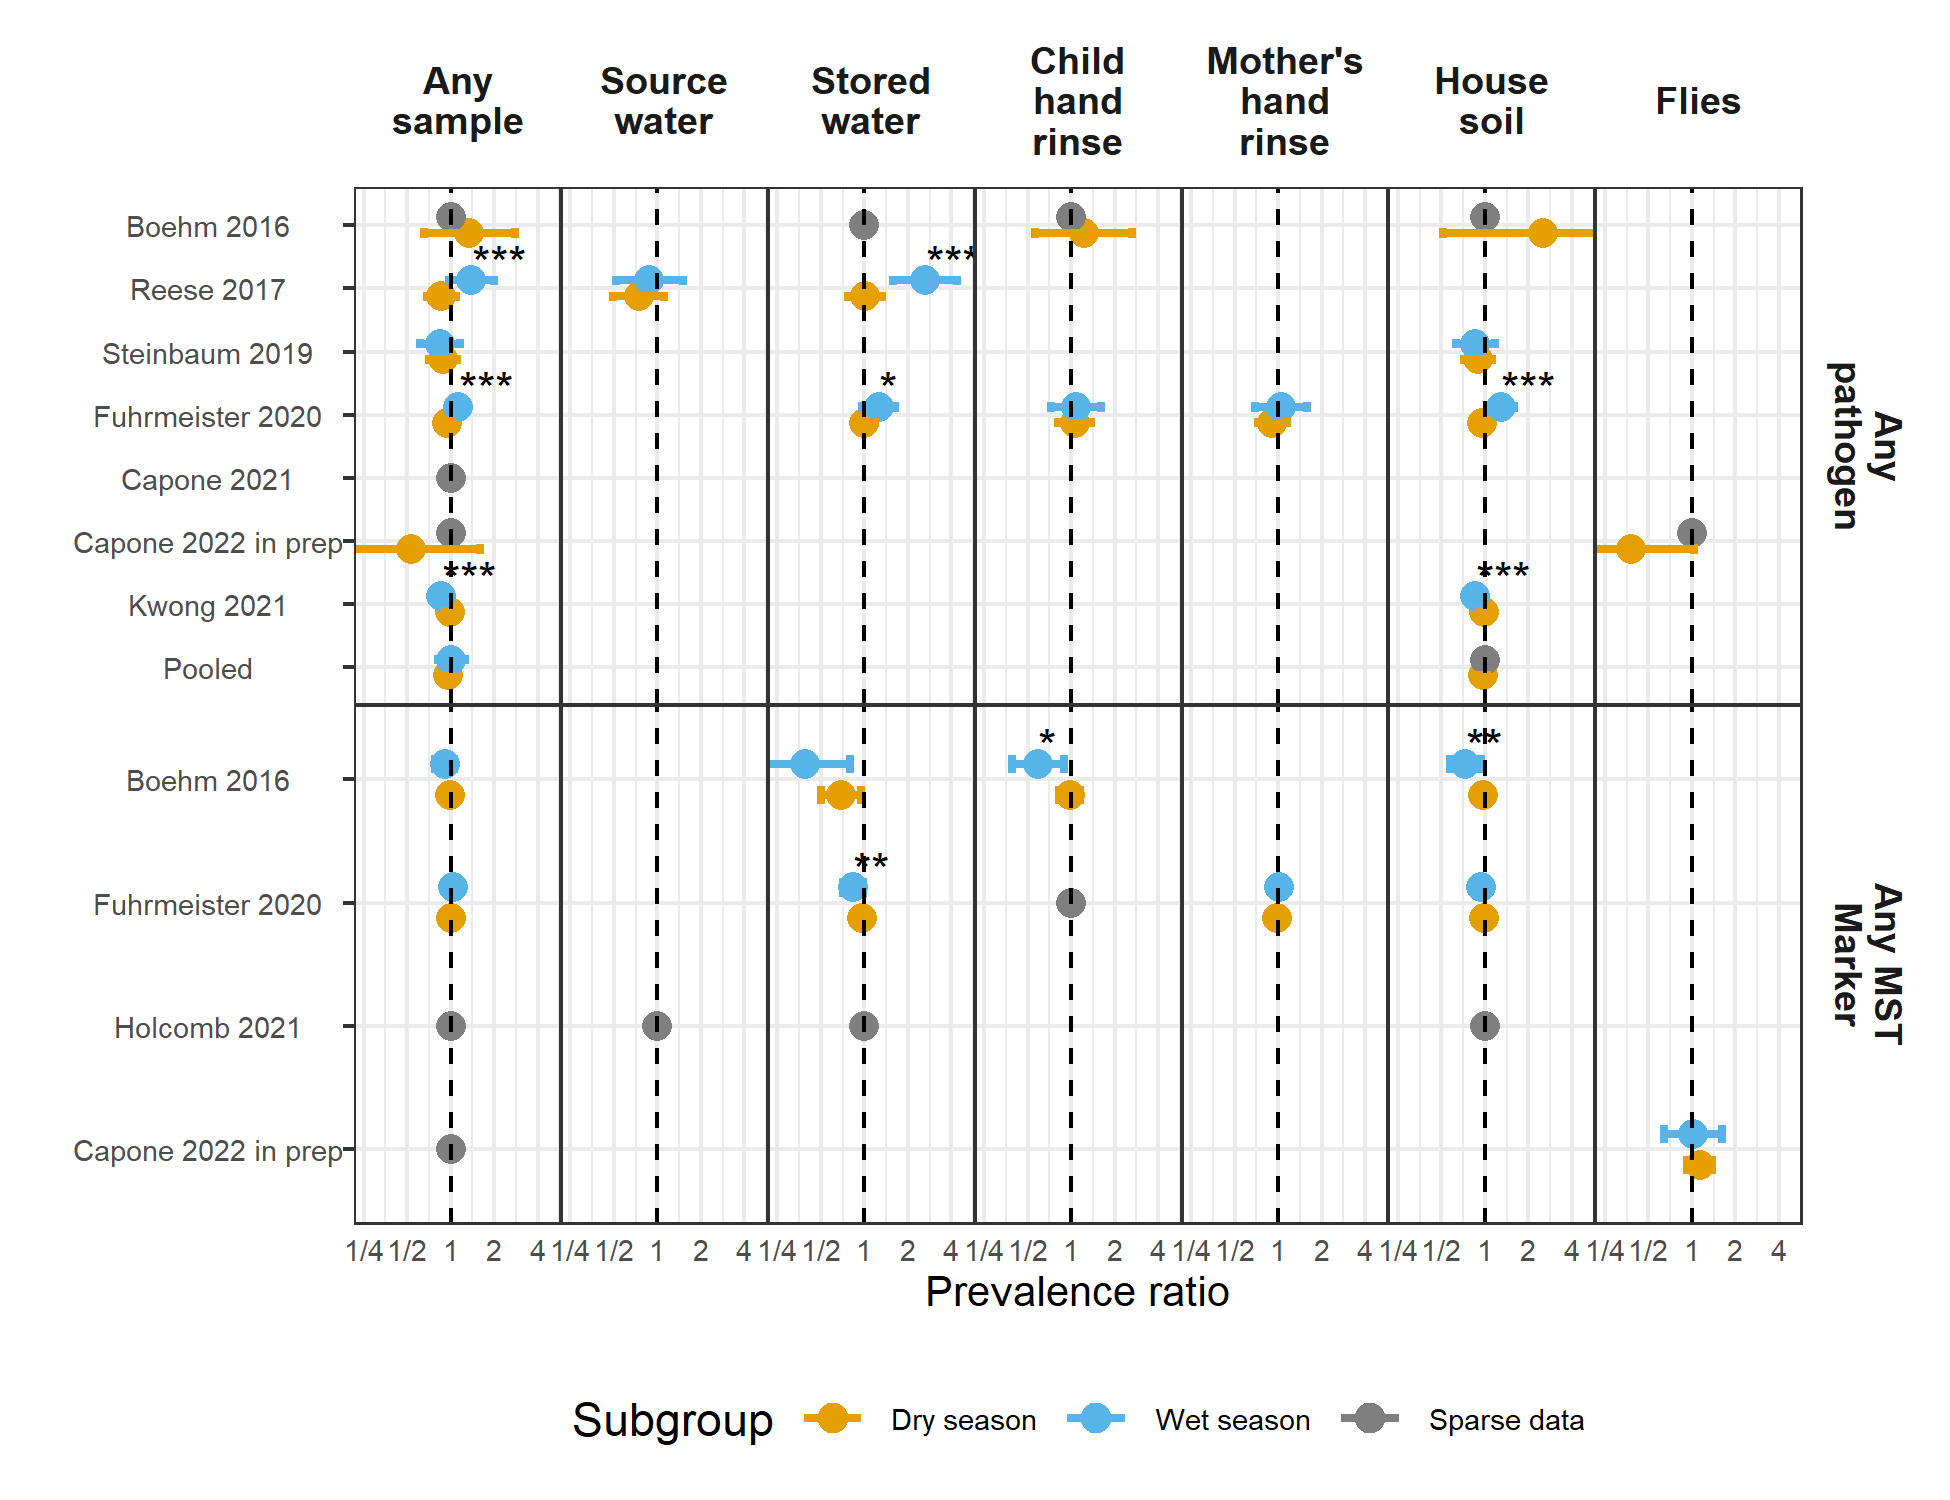 Any
sample
Source
water
Stored
water
Child
hand
rinse
Mother's
hand
rinse
House
soil
Flies
Boehm 2016
***
***
Reese 2017
Steinbaum 2019
***
*
***
Fuhrmeister 2020
Capone 2021
Capone 2022 in prep
***
***
Kwong 2021
Pooled
Any
pathogen
*
**
Boehm 2016
**
Fuhrmeister 2020
Holcomb 2021
Capone 2022 in prep
Any MST
Marker
1/4 1/2 1 2 4 1/4 1/2 1 2 4 1/4 1/2 1 2 4 1/4 1/2 1 2 4 1/4 1/2 1 2 4 1/4 1/2 1 2 4 1/4 1/2 1 2 4
Prevalence ratio
Subgroup Dry season Wet season Sparse data